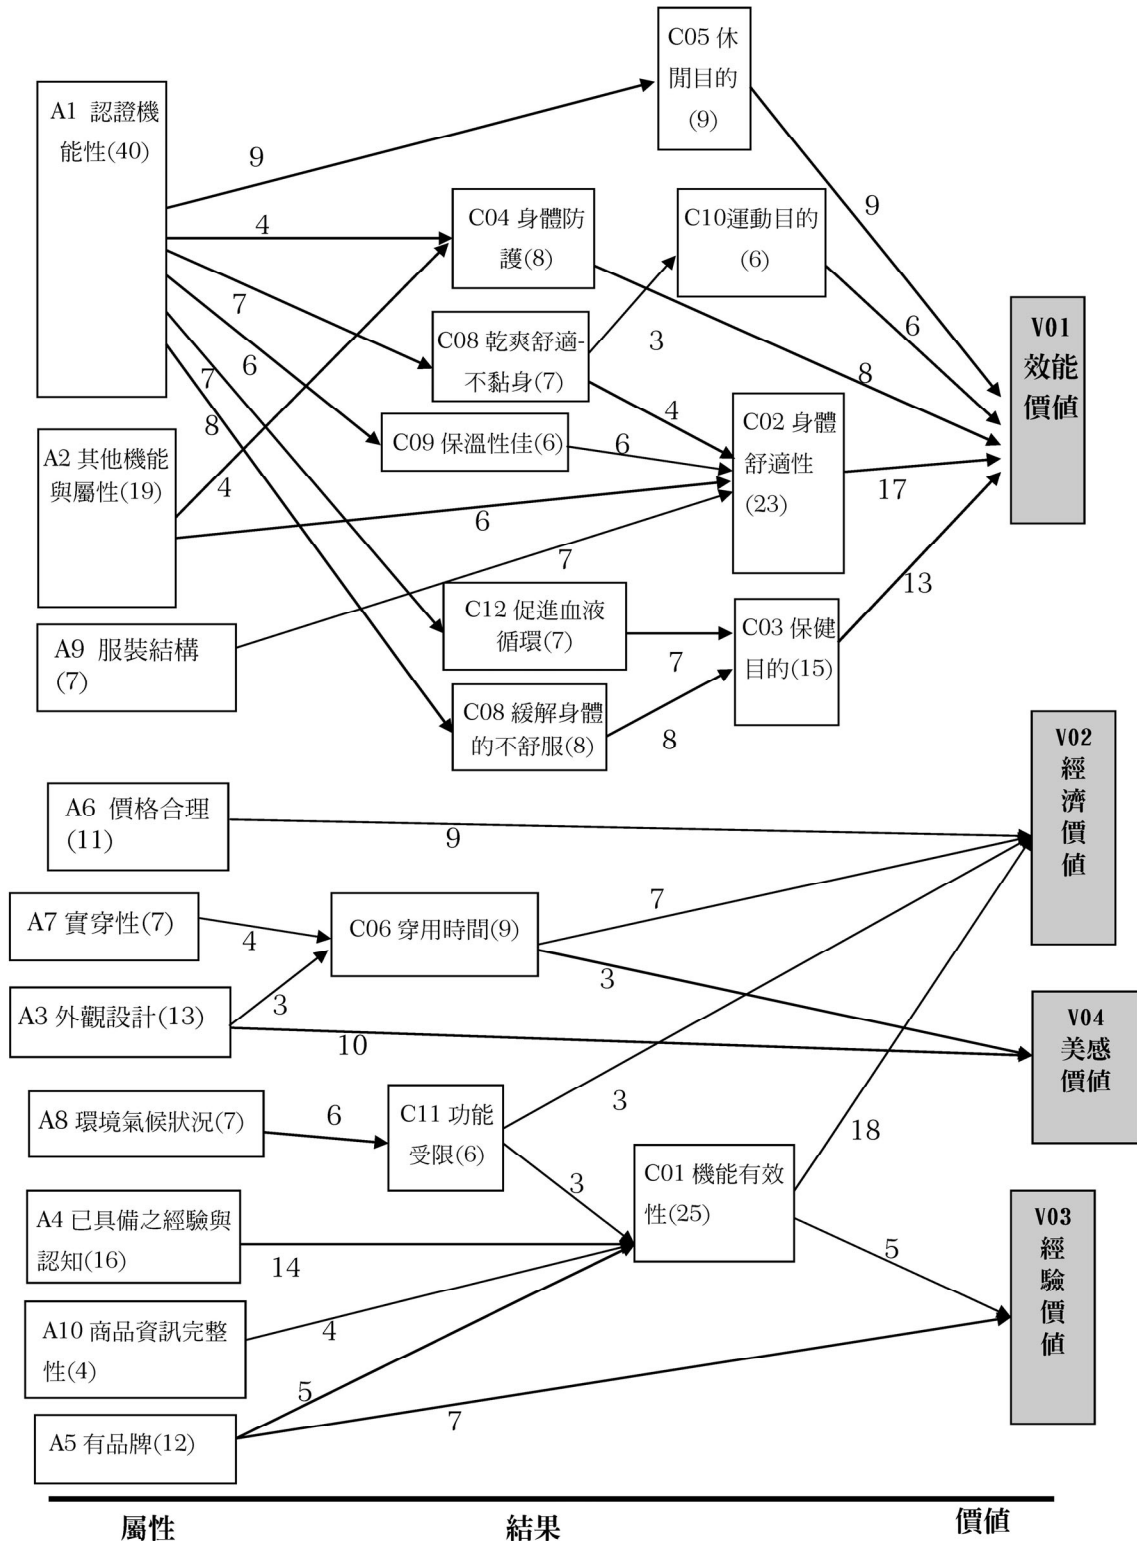 C05 休
閒目的
(9)
A1 認證機
能性(40)
9
C04 身體防
護(8)
C10運動目的
(6)
9
4
7
C08 乾爽舒適-
不黏身(7)
3
6
V01
效能
價值
6
7
8
8
C09 保溫性佳(6)
4
6
C02 身體
舒適性
(23)
A2 其他機能
與屬性(19)
4
6
17
7
C12 促進血液
循環(7)
13
A9 服裝結構
(7)
7
C03 保健
目的(15)
C08 緩解身體
的不舒服(8)
8
V02
經
濟
價
值
A6 價格合理
(11)
9
A7 實穿性(7)
4
C06 穿用時間(9)
7
3
A3 外觀設計(13)
3
10
V04
美感
價值
A8 環境氣候狀況(7)
6
C11 功能
受限(6)
3
18
3
C01 機能有效
性(25)
A4 已具備之經驗與
認知(16)
14
5
V03
經
驗
價
值
A10 商品資訊完整
性(4)
4
5
A5 有品牌(12)
7
屬性
結果
價值